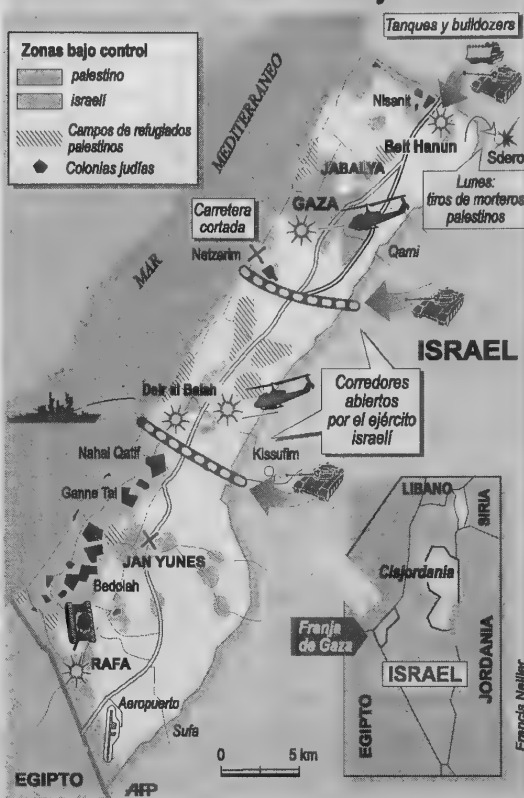 Tanques y bulldozers
Zonas bajo control
palestino
israelí
Campos de refugiados
palestinos
Colonias judías
MEDITERRANEO
MAR
Nisanit
Beit Hanun
Sderot
JABALYA
Lunes:
tiros de morteros
palestinos
GAZA
Carretera
cortada
Netzarim
Qarni
ISRAEL
Deir al Balah
Corredores
abiertos
por el ejército
israelí
Nahal Qatif
Kissufim
Ganne Tal
JAN YUNES
Bedolah
RAFA
Aeropuerto
Sufa
0 5 km
EGIPTO
AFP
LIBANO
SIRIA
Cisjordania
Franja
de Gaza
ISRAEL
JORDANIA
EGIPTO